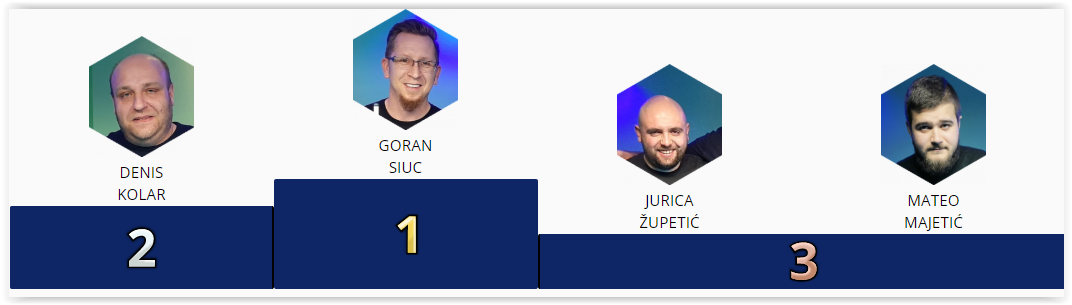 DENIS
KOLAR
2
GORAN
SIUC
1
JURICA
ŽUPETIĆ
MATEO
MAJETIĆ
3